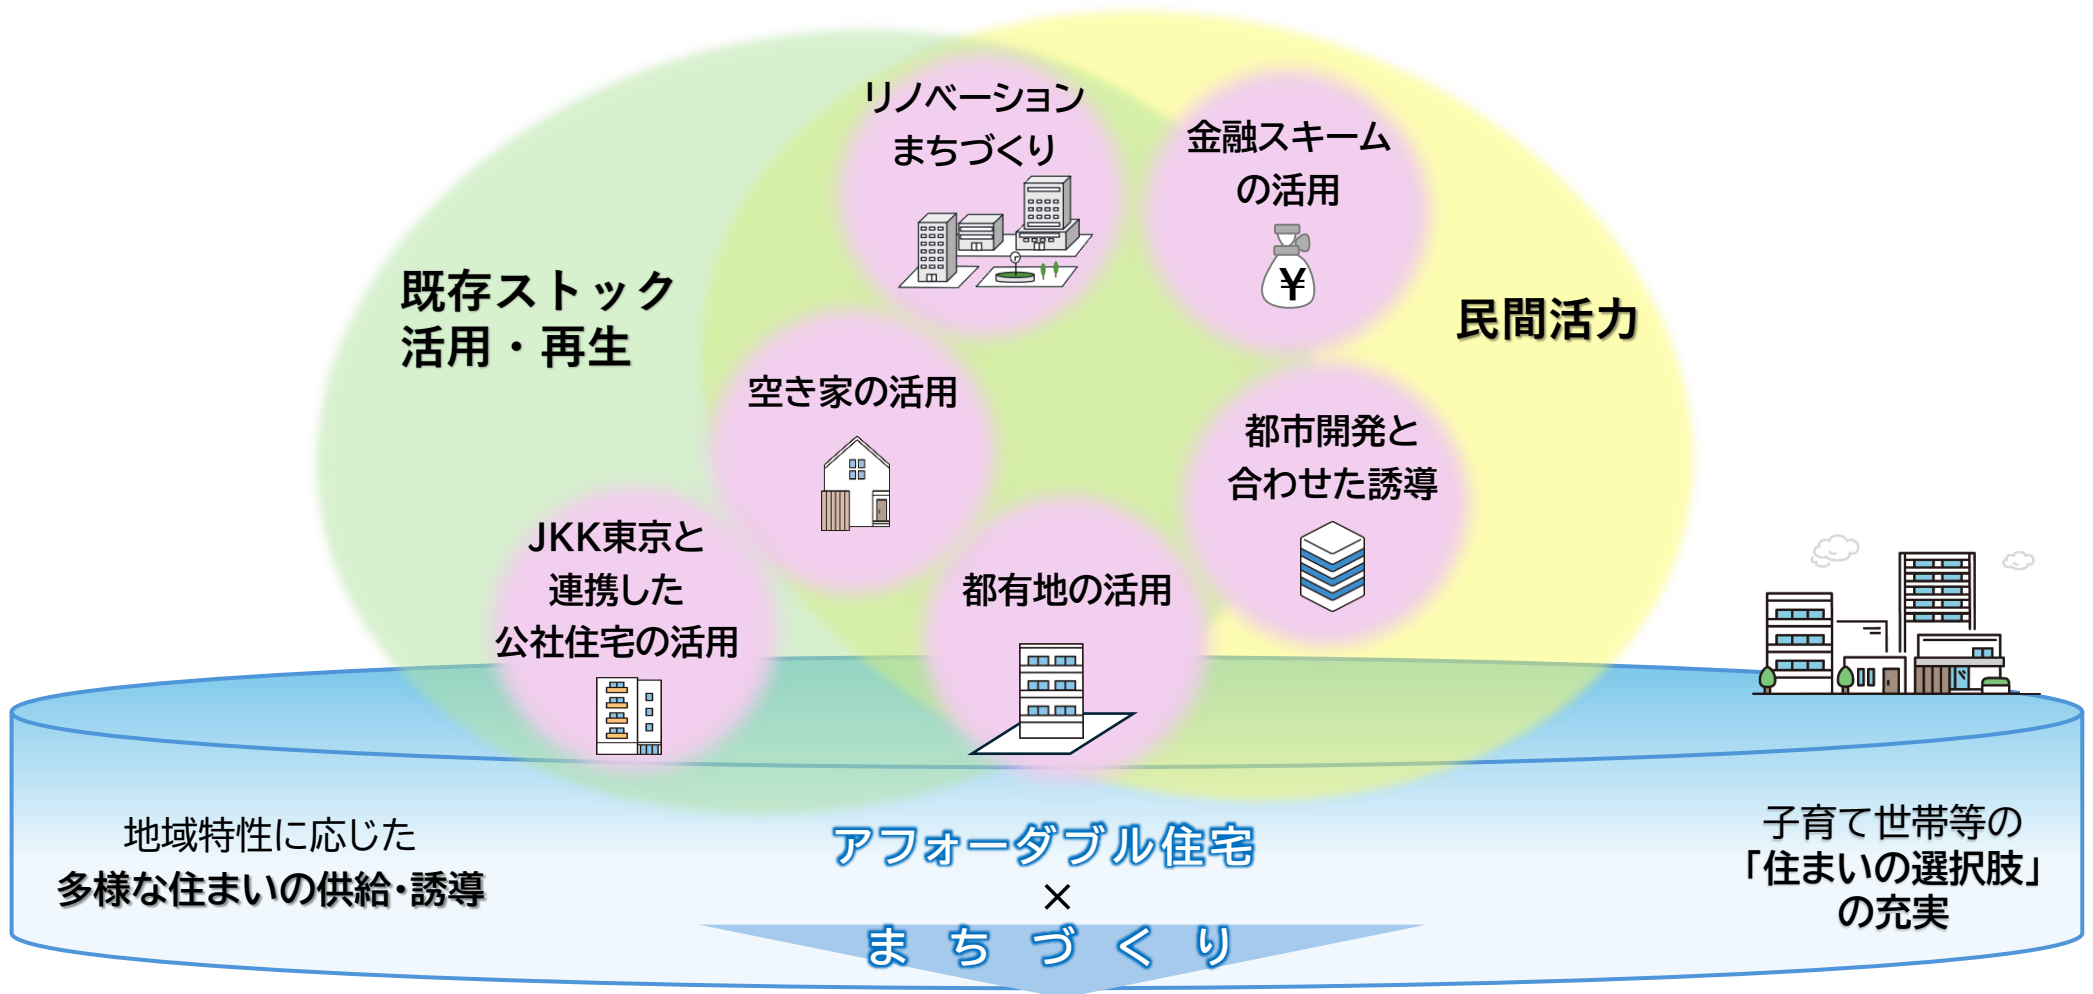 リノベーション
まちづくり
金融スキーム
の活用
¥
既存ストック
活用・再生
民間活力
空き家の活用
都市開発と
合わせた誘導
JKK東京と
連携した
公社住宅の活用
都有地の活用
地域特性に応じた
多様な住まいの供給・誘導
アフォーダブル住宅
×
まちづくり
子育て世帯等の
「住まいの選択肢」
の充実